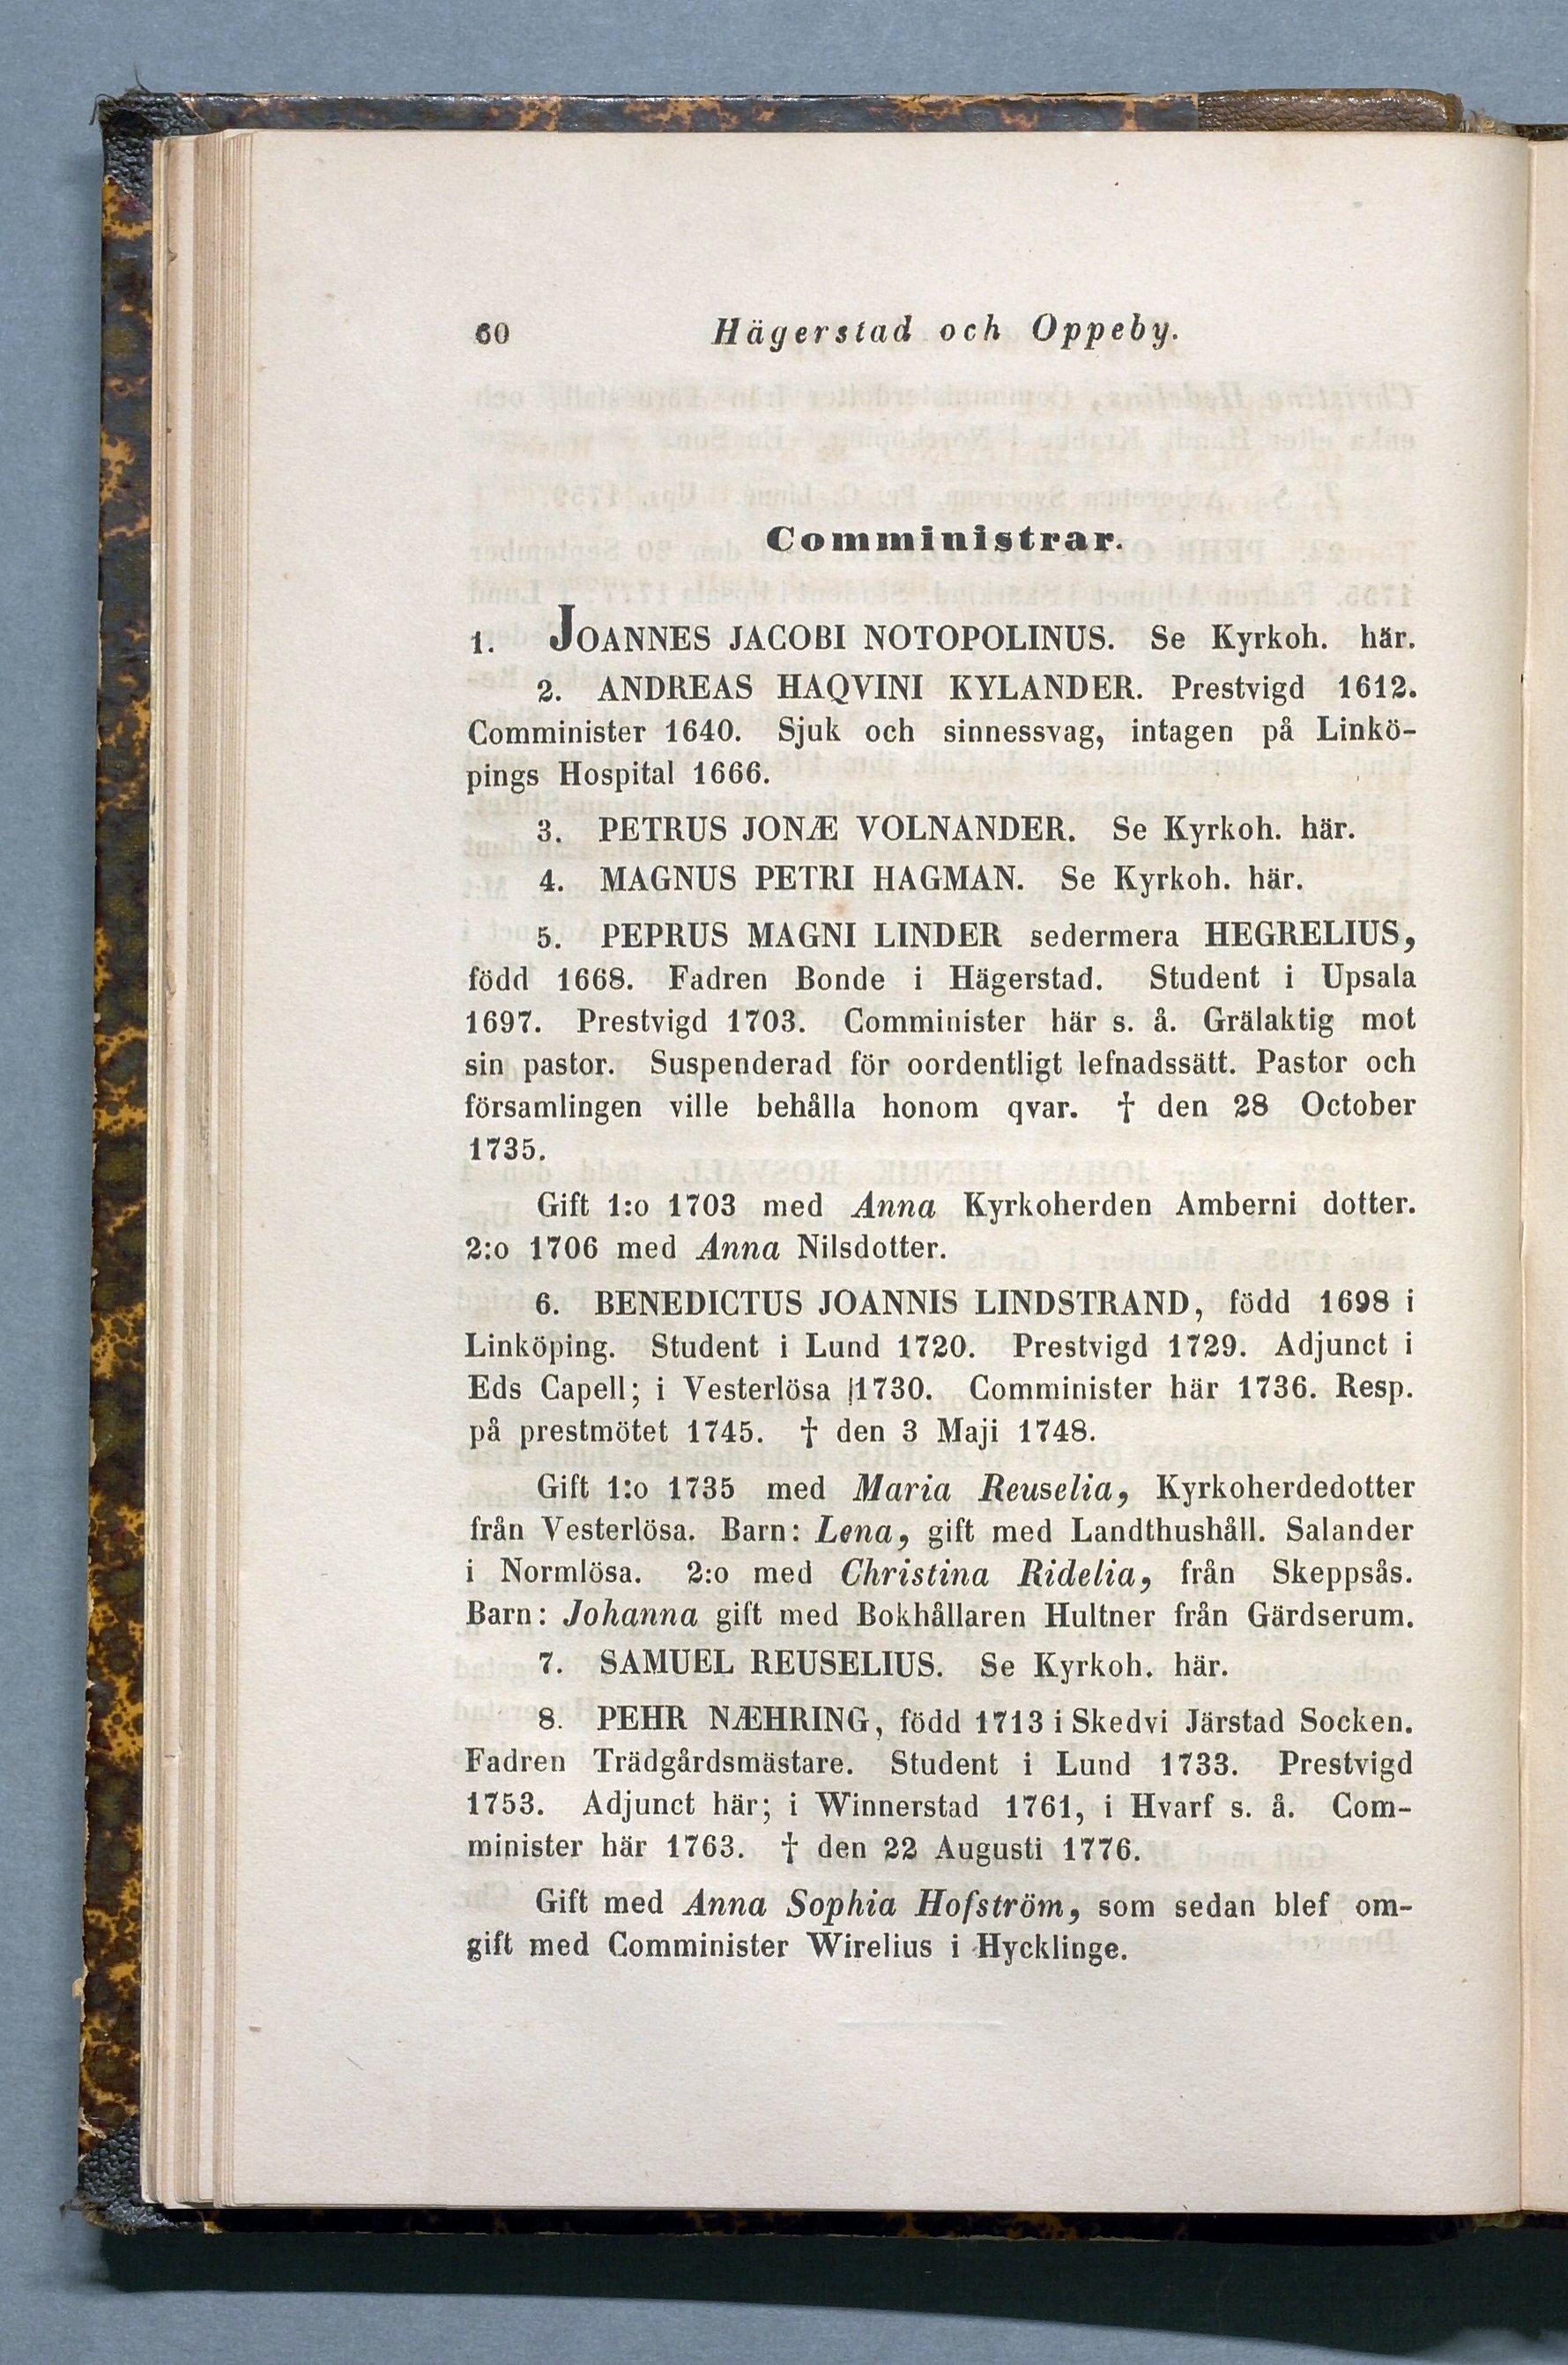 60 Hägerstad och Oppeby.
Comministrar.
1. JOANNES JACOBI NOTOPOLINUS. Se Kyrkoh. här.
2. ANDREAS HAQVINI KYLANDER. Prestvigd 1612.
Comminister 1640. Sjuk och sinnessvag, intagen på Linkö-
pings Hospital 1666.
3. PETRUS JONÆ VOLNANDER. Se Kyrkoh. här.
4. MAGNUS PETRI HAGMAN. Se Kyrkoh. här.
5. PEPRUS MAGNI LINDER sedermera HEGRELIUS,
född 1668. Fadren Bonde i Hägerstad. Student i Upsala
1697. Prestvigd 1703. Comminister här s. å. Grälaktig mot
sin pastor. Suspenderad för oordentligt lefnadssätt. Pastor och
församlingen ville behålla honom qvar. † den 28 October
1735.
Gift 1:o 1703 med Anna Kyrkoherden Amberni dotter.
2:o 1706 med Anna Nilsdotter.
6. BENEDICTUS JOANNIS LINDSTRAND, född 1698 i
Linköping. Student i Lund 1720. Prestvigd 1729. Adjunct i
Eds Capell; i Vesterlösa |1730. Comminister här 1736. Resp.
på prestmötet 1745. † den 3 Maji 1748.
Gift 1:o 1735 med Maria Reuselia, Kyrkoherdedotter
från Vesterlösa. Barn: Lena, gift med Landthushåll. Salander
i Normlösa. 2:o med Christina Ridelia, från Skeppsås.
Barn: Johanna gift med Bokhållaren Hultner från Gärdserum.
7. SAMUEL REUSELIUS. Se Kyrkoh. här.
8. PEHR NÆHRING, född 1713 i Skedvi Järstad Socken.
Fadren Trädgårdsmästare. Student i Lund 1733. Prestvigd
1753. Adjunct här; i Winnerstad 1761, i Hvarf s. å. Com-
minister här 1763. † den 22 Augusti 1776.
Gift med Anna Sophia Hofström, som sedan blef om-
gift med Comminister Wirelius i Hycklinge.